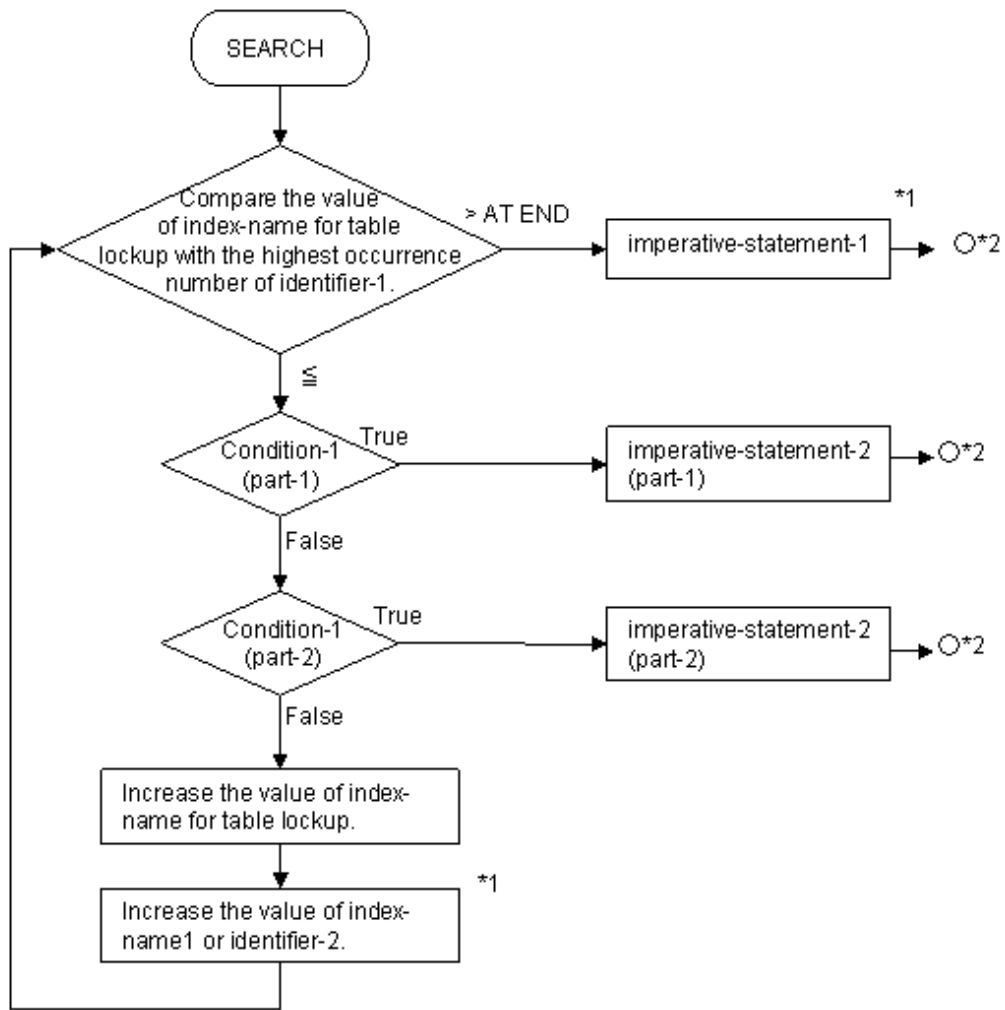 SEARCH
Compare the value
of index-name for table
lockup with the highest occurrence
number of identifier-1.
> AT END
imperative-statement-1
*1
*2
≦
Condition-1
(part-1)
True
imperative-statement-2
(part-1)
*2
False
Condition-1
(part-2)
True
imperative-statement-2
(part-2)
*2
False
Increase the value of index-
name for table lockup.
*1
Increase the value of index-
name1 or identifier-2.